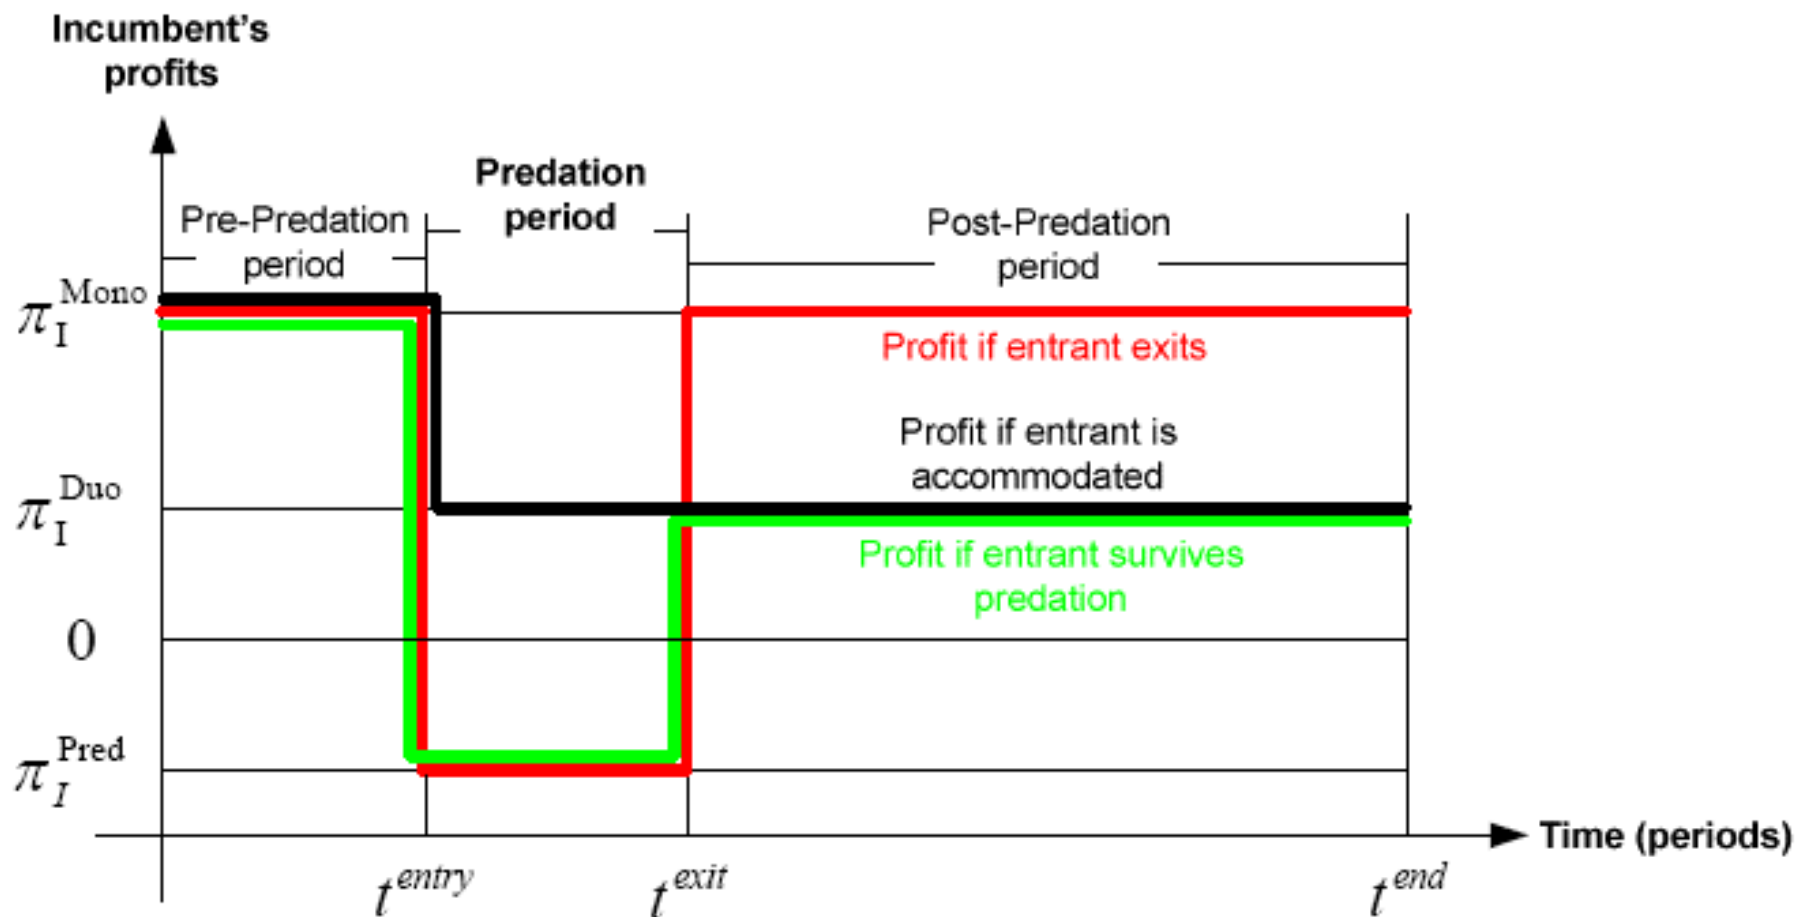 Incumbent's
profits
Predation
period
Pre-Predation
period
Post-Predation
period
π_I^Mono
Profit if entrant exits
Profit if entrant is
accommodated
π_I^Duo
Profit if entrant survives
predation
0
π_I^Pred
Time (periods)
t^entry
t^exit
t^end